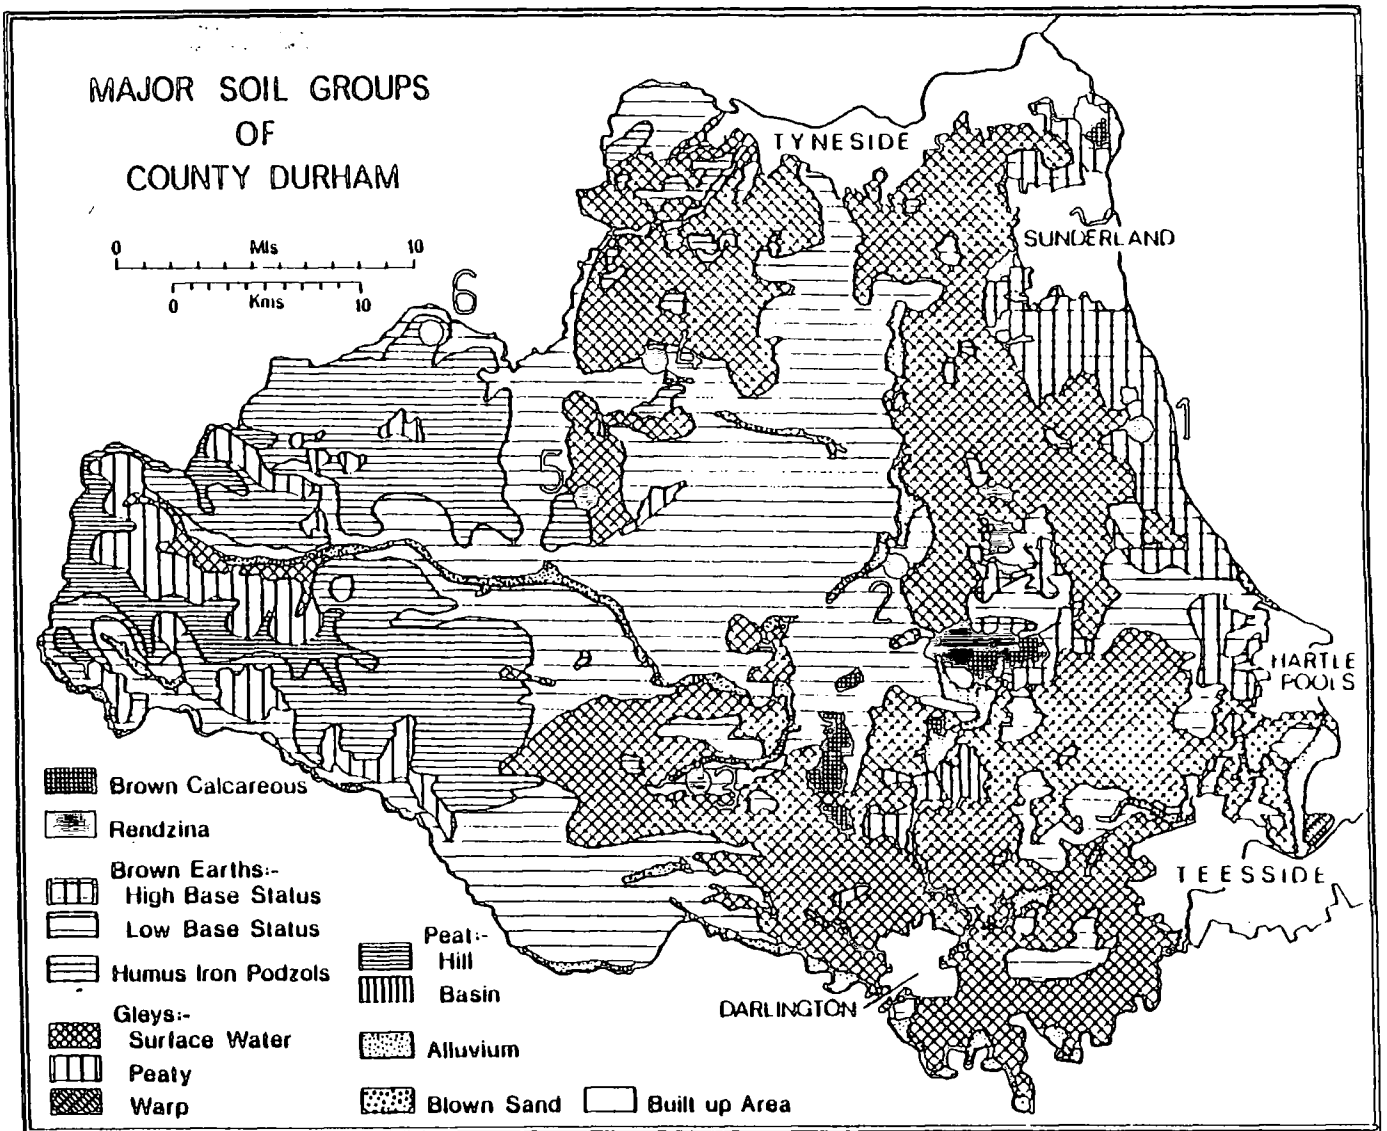 MAJOR SOIL GROUPS
OF
COUNTY DURHAM
0 Mls 10
0 Kms 10
TYNESIDE
SUNDERLAND
6
4
1
5
2
HARTLE
POOLS
3
TEESSIDE
DARLINGTON
Brown Calcareous
Rendzina
Brown Earths:-
High Base Status
Low Base Status
Humus Iron Podzols
Gleys:-
Surface Water
Peaty
Warp
Peat:-
Hill
Basin
Alluvium
Blown Sand
Built up Area